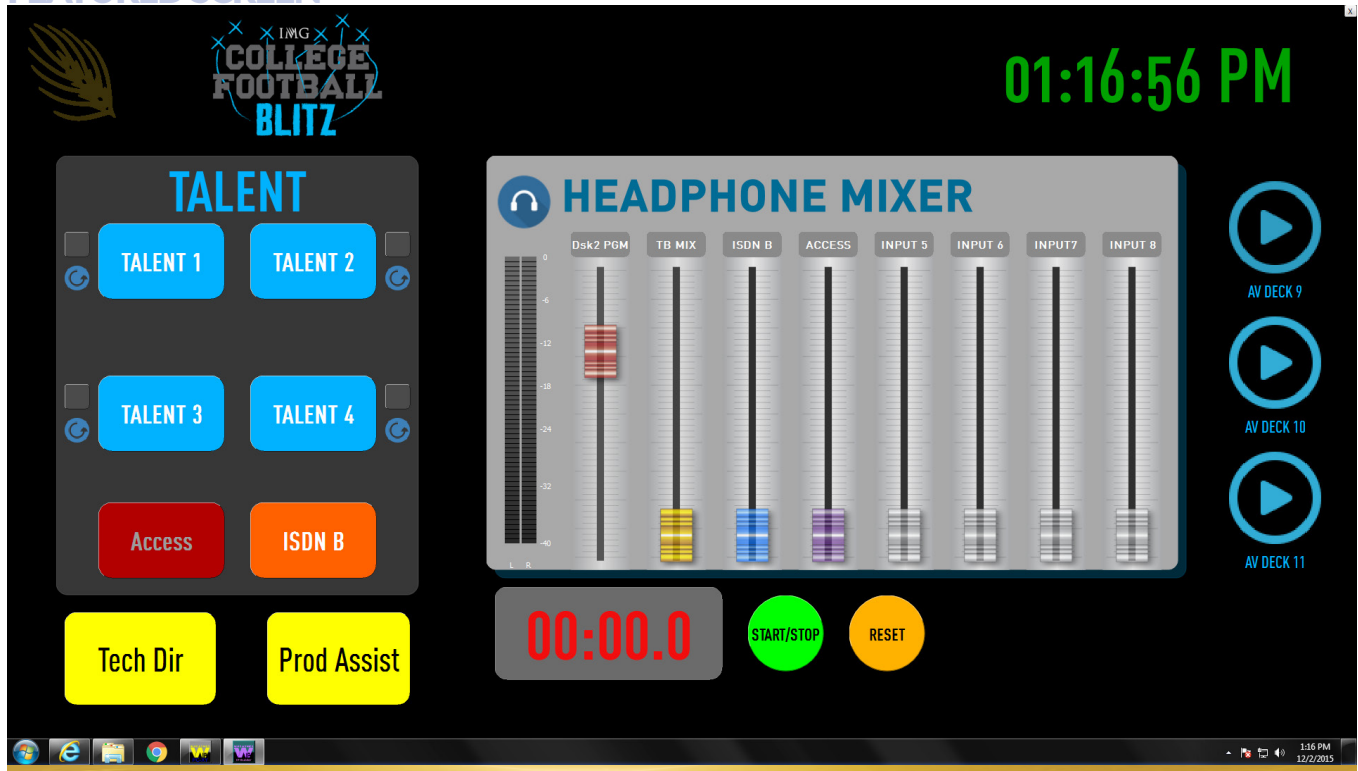 FEATURED SCREEN
IMG
COLLEGE
FOOTBALL
BLITZ
01:16:56 PM
x
TALENT
TALENT 1
TALENT 2
TALENT 3
TALENT 4
Access
ISDN B
Tech Dir
Prod Assist
HEADPHONE MIXER
Dsk2 PGM
TB MIX
ISDN B
ACCESS
INPUT 5
INPUT 6
INPUT7
INPUT 8
0
-6
-12
-18
-24
-32
-40
L R
00:00.0
START/STOP
RESET
AV DECK 9
AV DECK 10
AV DECK 11
1:16 PM
12/2/2015